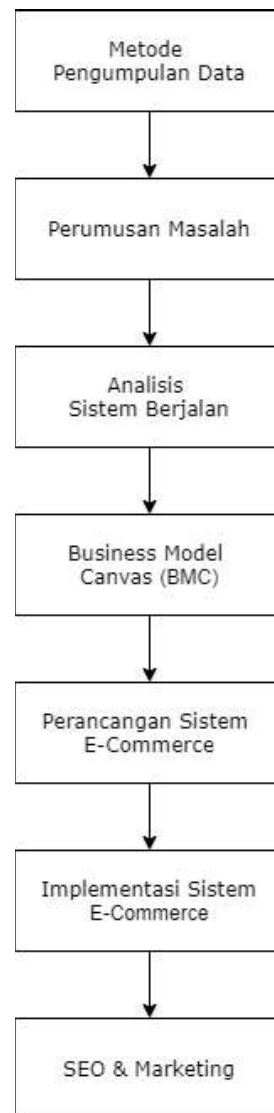 Metode
Pengumpulan Data
Perumusan Masalah
Analisis
Sistem Berjalan
Business Model
Canvas (BMC)
Perancangan Sistem
E-Commerce
Implementasi Sistem
E-Commerce
SEO & Marketing